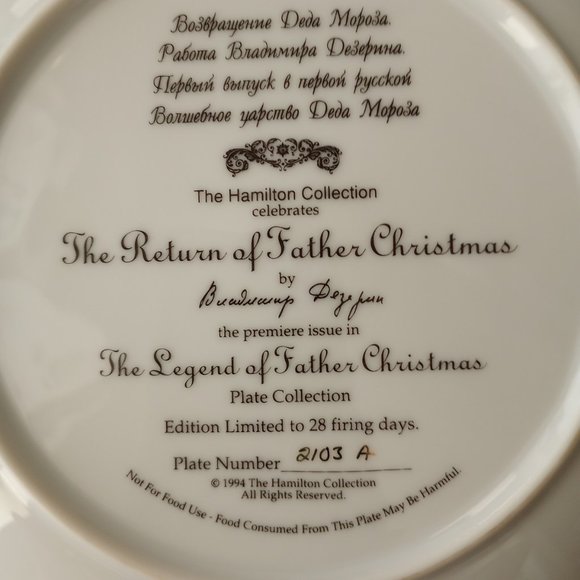 Возвращение Деда Мороза.
Работа Владимира Дезерина.
Первый выпуск в первой русской
Волшебное царство Деда Мороза
The Hamilton Collection
celebrates
The Return of Father Christmas
by
Владимир Дезерин
the premiere issue in
The Legend of Father Christmas
Plate Collection
Edition Limited to 28 firing days.
Plate Number 2103 A
© 1994 The Hamilton Collection
All Rights Reserved.
Not For Food Use - Food Consumed From This Plate May Be Harmful.